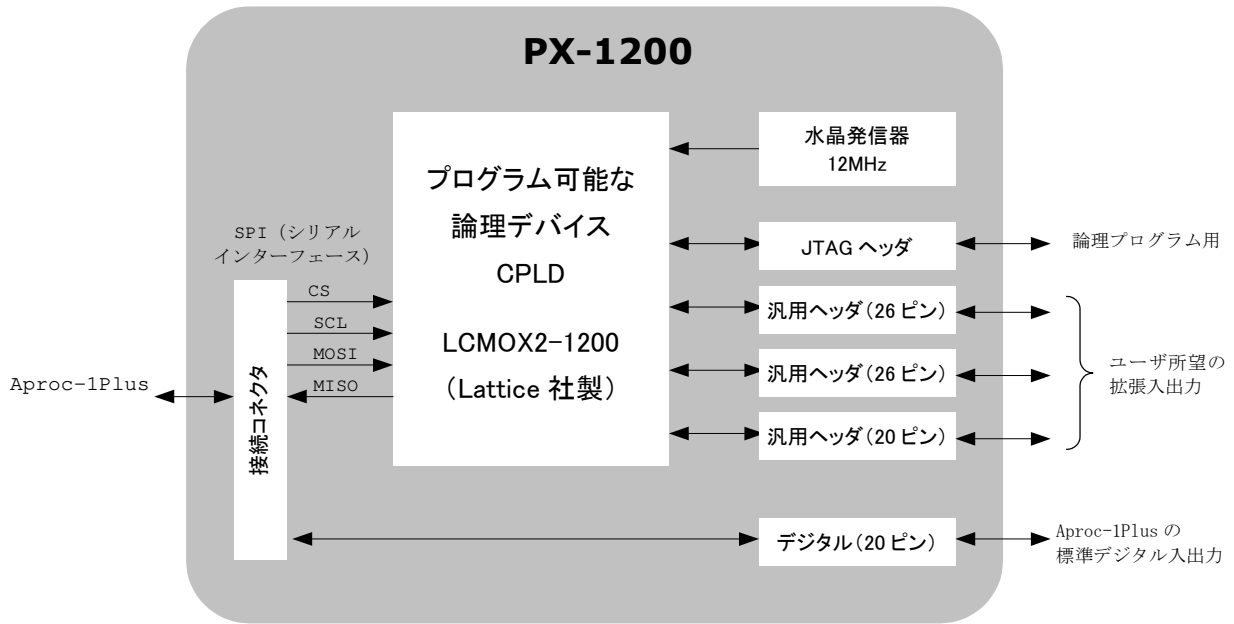 PX-1200
水晶発信器
12MHz
プログラム可能な
論理デバイス
CPLD
LCMOX2-1200
(Lattice 社製)
SPI (シリアル
インターフェース)
CS
SCL
MOSI
MISO
Aproc-1Plus
接続コネクタ
JTAG ヘッダ
論理プログラム用
汎用ヘッダ(26 ピン)
汎用ヘッダ(26 ピン)
汎用ヘッダ(20 ピン)
ユーザ所望の
拡張入出力
デジタル(20 ピン)
Aproc-1Plus の
標準デジタル入出力